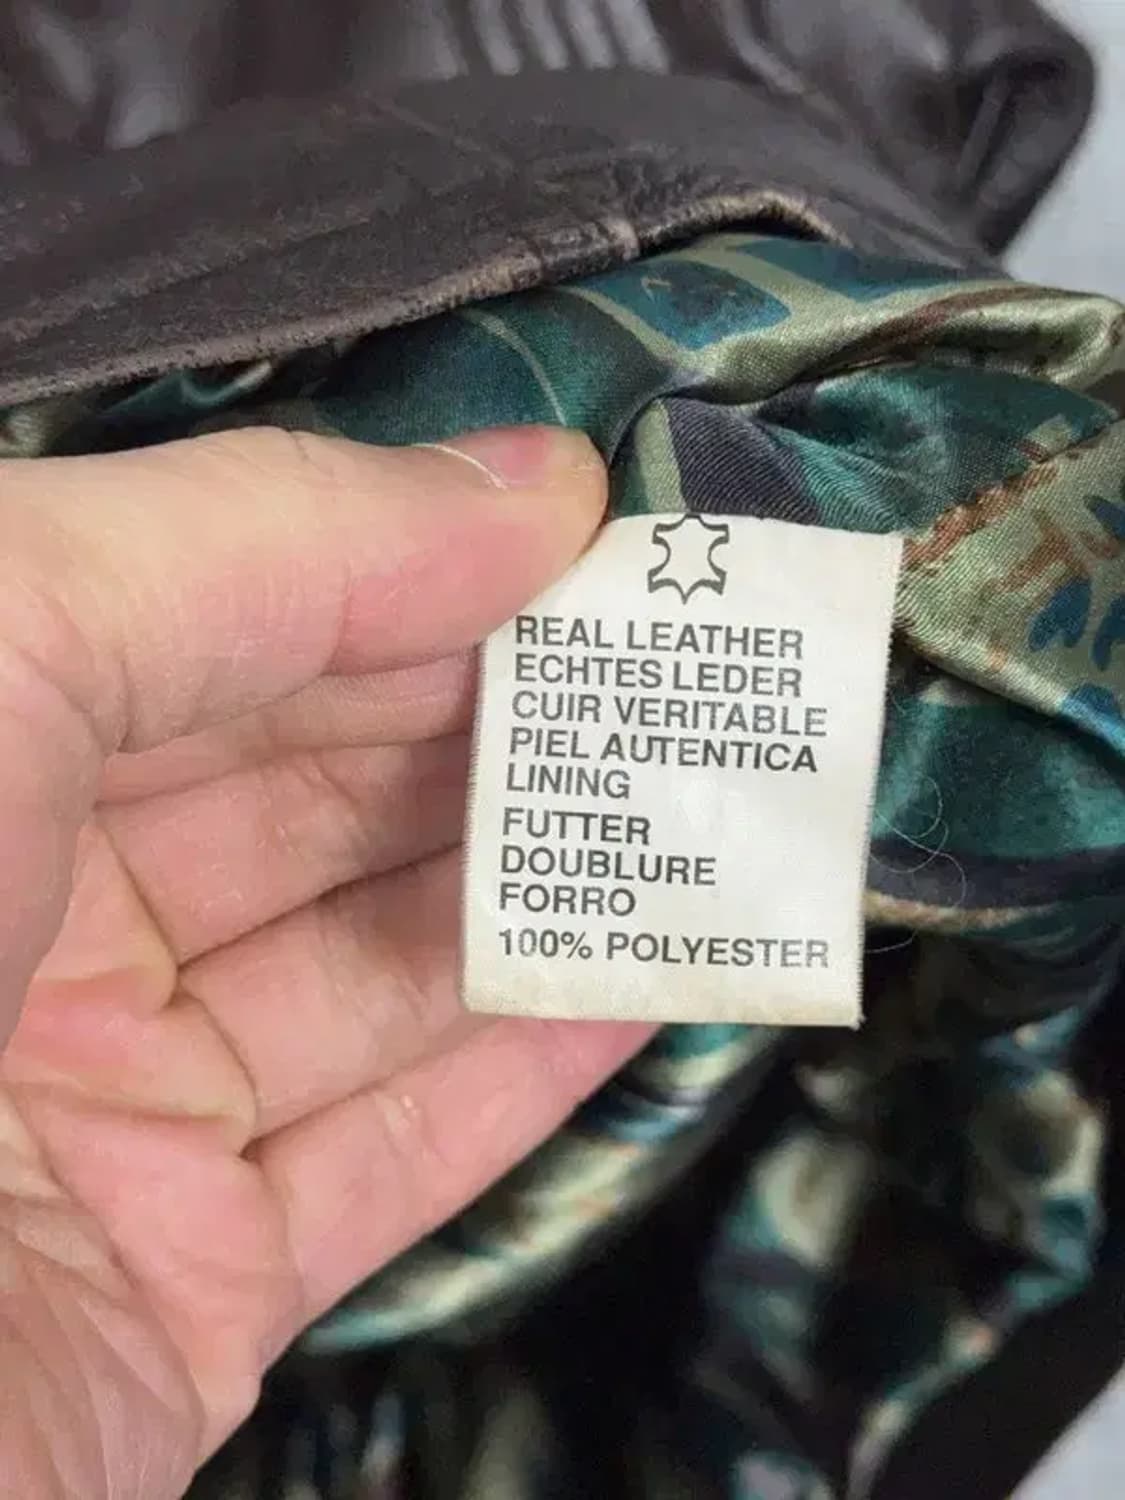 REAL LEATHER
ECHTES LEDER
CUIR VERITABLE
PIEL AUTENTICA
LINING
FUTTER
DOUBLURE
FORRO
100% POLYESTER